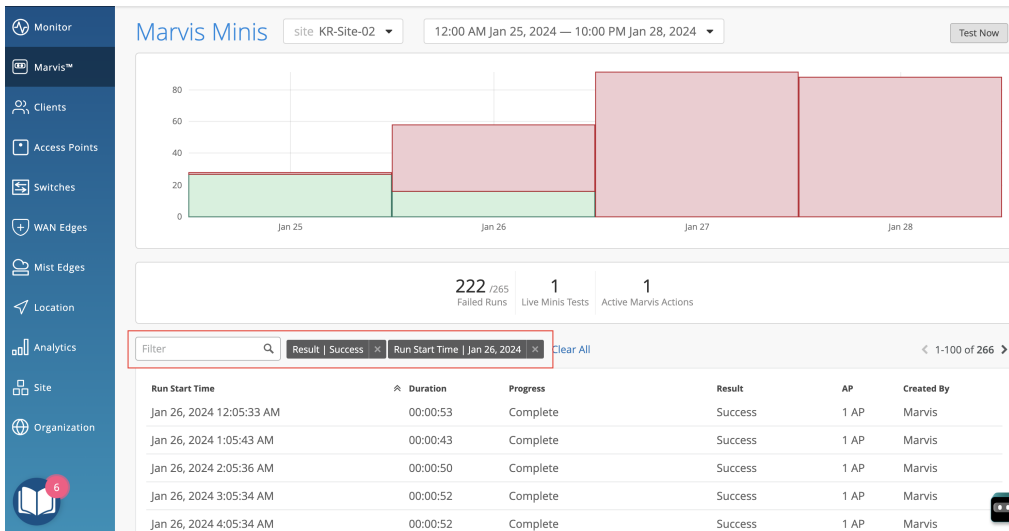 Monitor
Marvis™
Clients
Access Points
Switches
WAN Edges
Mist Edges
Location
Analytics
Site
Organization
6
Marvis Minis
site KR-Site-02
12:00 AM Jan 25, 2024 — 10:00 PM Jan 28, 2024
Test Now
80
60
40
20
0
Jan 25 Jan 26 Jan 27 Jan 28
222 /265 1 1
Failed Runs Live Minis Tests Active Marvis Actions
Filter Result | Success × Run Start Time | Jan 26, 2024 × Clear All 1-100 of 266
Run Start Time Duration Progress Result AP Created By
Jan 26, 2024 12:05:33 AM 00:00:53 Complete Success 1 AP Marvis
Jan 26, 2024 1:05:43 AM 00:00:43 Complete Success 1 AP Marvis
Jan 26, 2024 2:05:36 AM 00:00:50 Complete Success 1 AP Marvis
Jan 26, 2024 3:05:34 AM 00:00:52 Complete Success 1 AP Marvis
Jan 26, 2024 4:05:34 AM 00:00:52 Complete Success 1 AP Marvis